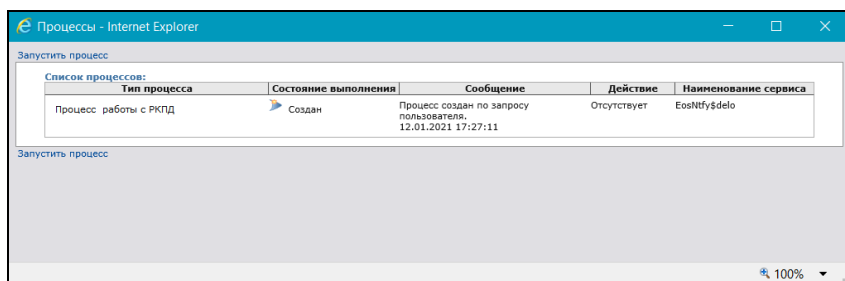 Процессы - Internet Explorer
Запустить процесс
Список процессов:
Тип процесса Состояние выполнения Сообщение Действие Наименование сервиса
Процесс работы с РКПД Создан Процесс создан по запросу Отсутствует EosNtfy$delo
пользователя.
12.01.2021 17:27:11
Запустить процесс
100%